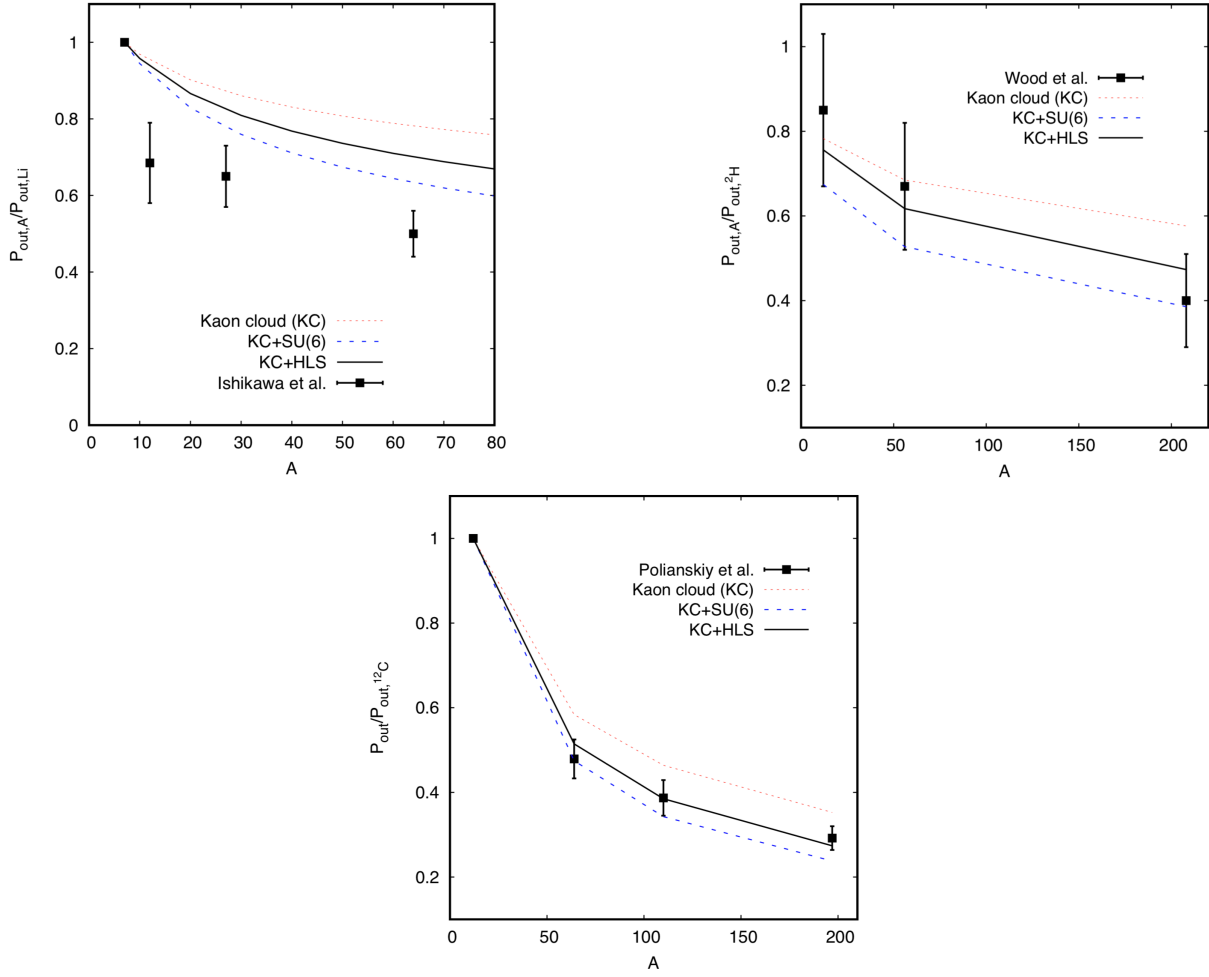 P_out,A/P_out,Li
1
0.8
0.6
0.4
0.2
0
Kaon cloud (KC)
KC+SU(6)
KC+HLS
Ishikawa et al.
0 10 20 30 40 50 60 70 80
A
P_out,A/P_out,²H
1
0.8
0.6
0.4
0.2
Wood et al.
Kaon cloud (KC)
KC+SU(6)
KC+HLS
0 50 100 150 200
A
P_out/P_out,¹²C
1
0.8
0.6
0.4
0.2
Polianskiy et al.
Kaon cloud (KC)
KC+SU(6)
KC+HLS
0 50 100 150 200
A